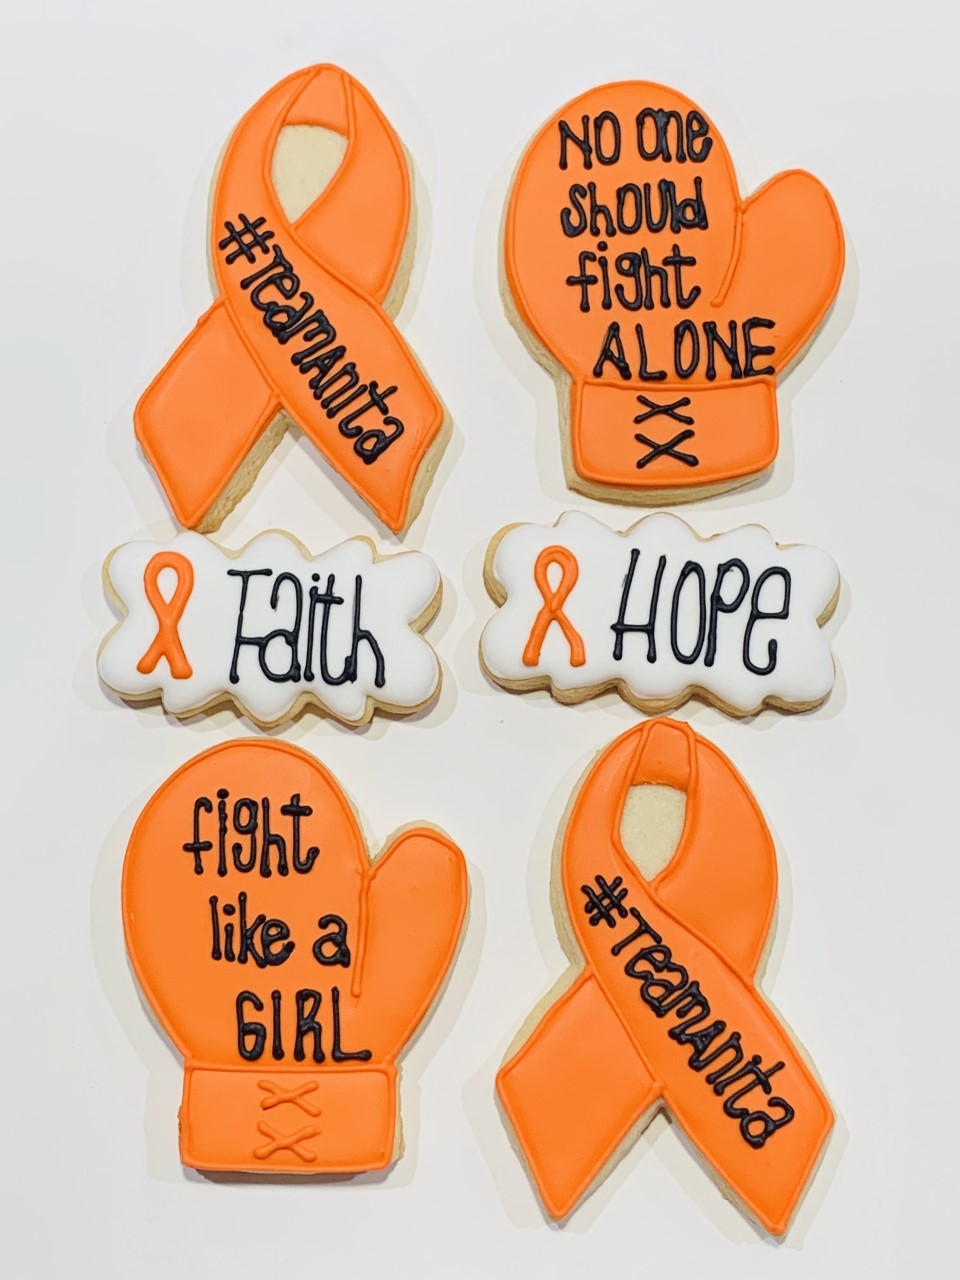 #TeamAnita
No one
should
fight
ALONE
Faith
HOPE
fight
like a
GIRL
#TeamAnita